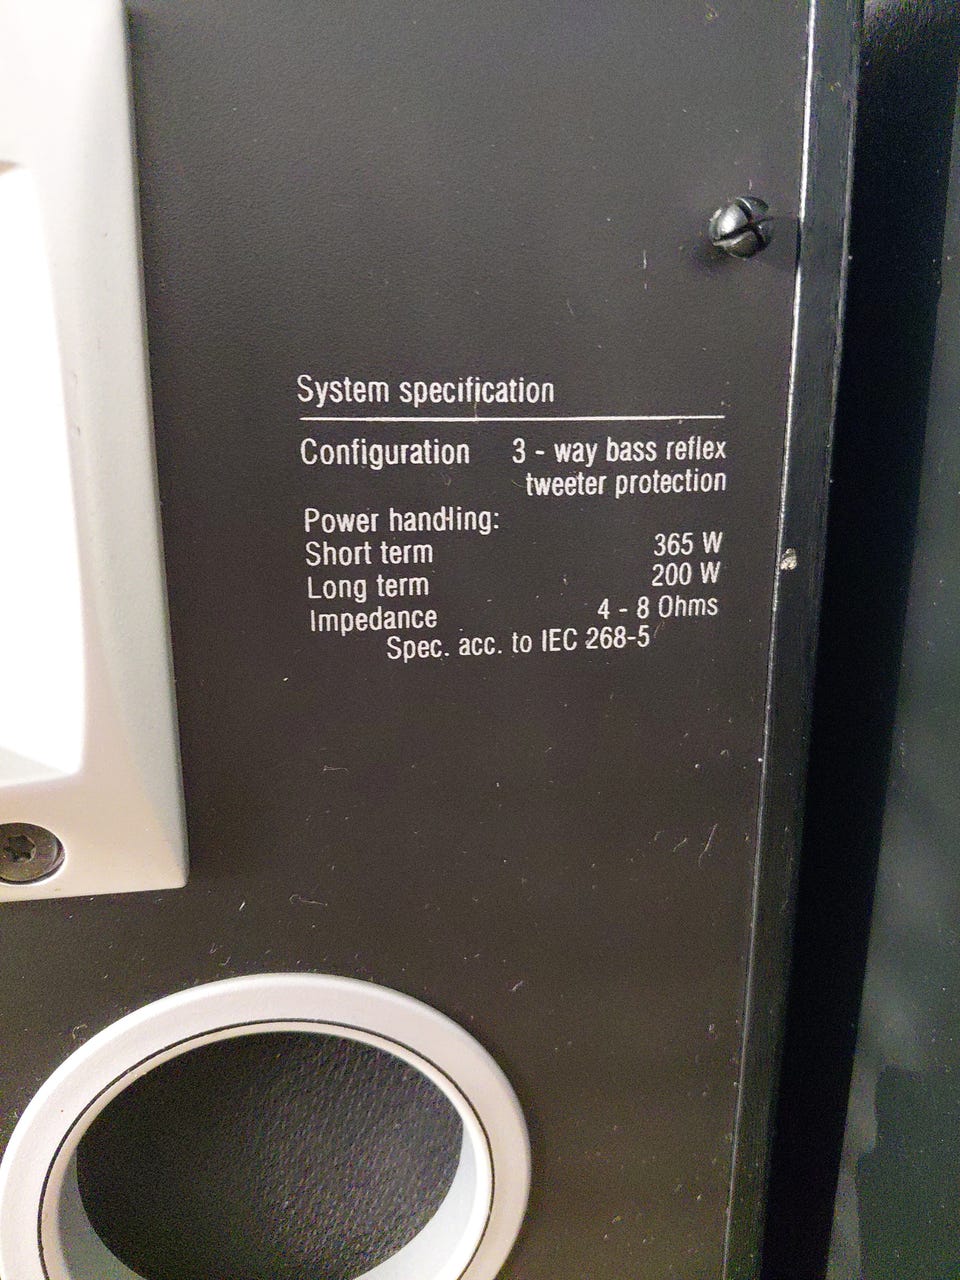 System specification
Configuration 3 - way bass reflex
tweeter protection
Power handling:
Short term 365 W
Long term 200 W
Impedance 4 - 8 Ohms
Spec. acc. to IEC 268-5